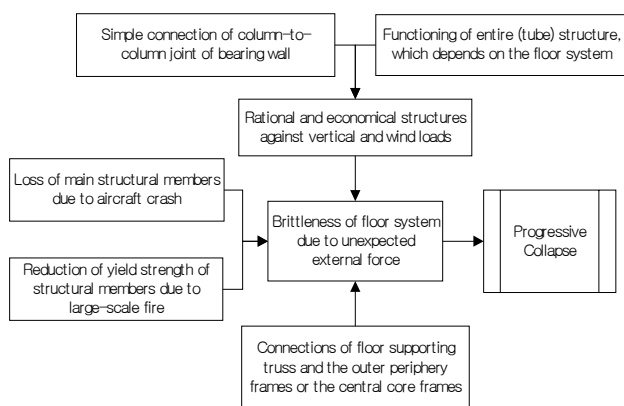 Simple connection of column-to-
column joint of bearing wall
Functioning of entire (tube) structure,
which depends on the floor system
Rational and economical structures
against vertical and wind loads
Loss of main structural members
due to aircraft crash
Brittleness of floor system
due to unexpected
external force
Progressive
Collapse
Reduction of yield strength of
structural members due to
large-scale fire
Connections of floor supporting
truss and the outer periphery
frames or the central core frames